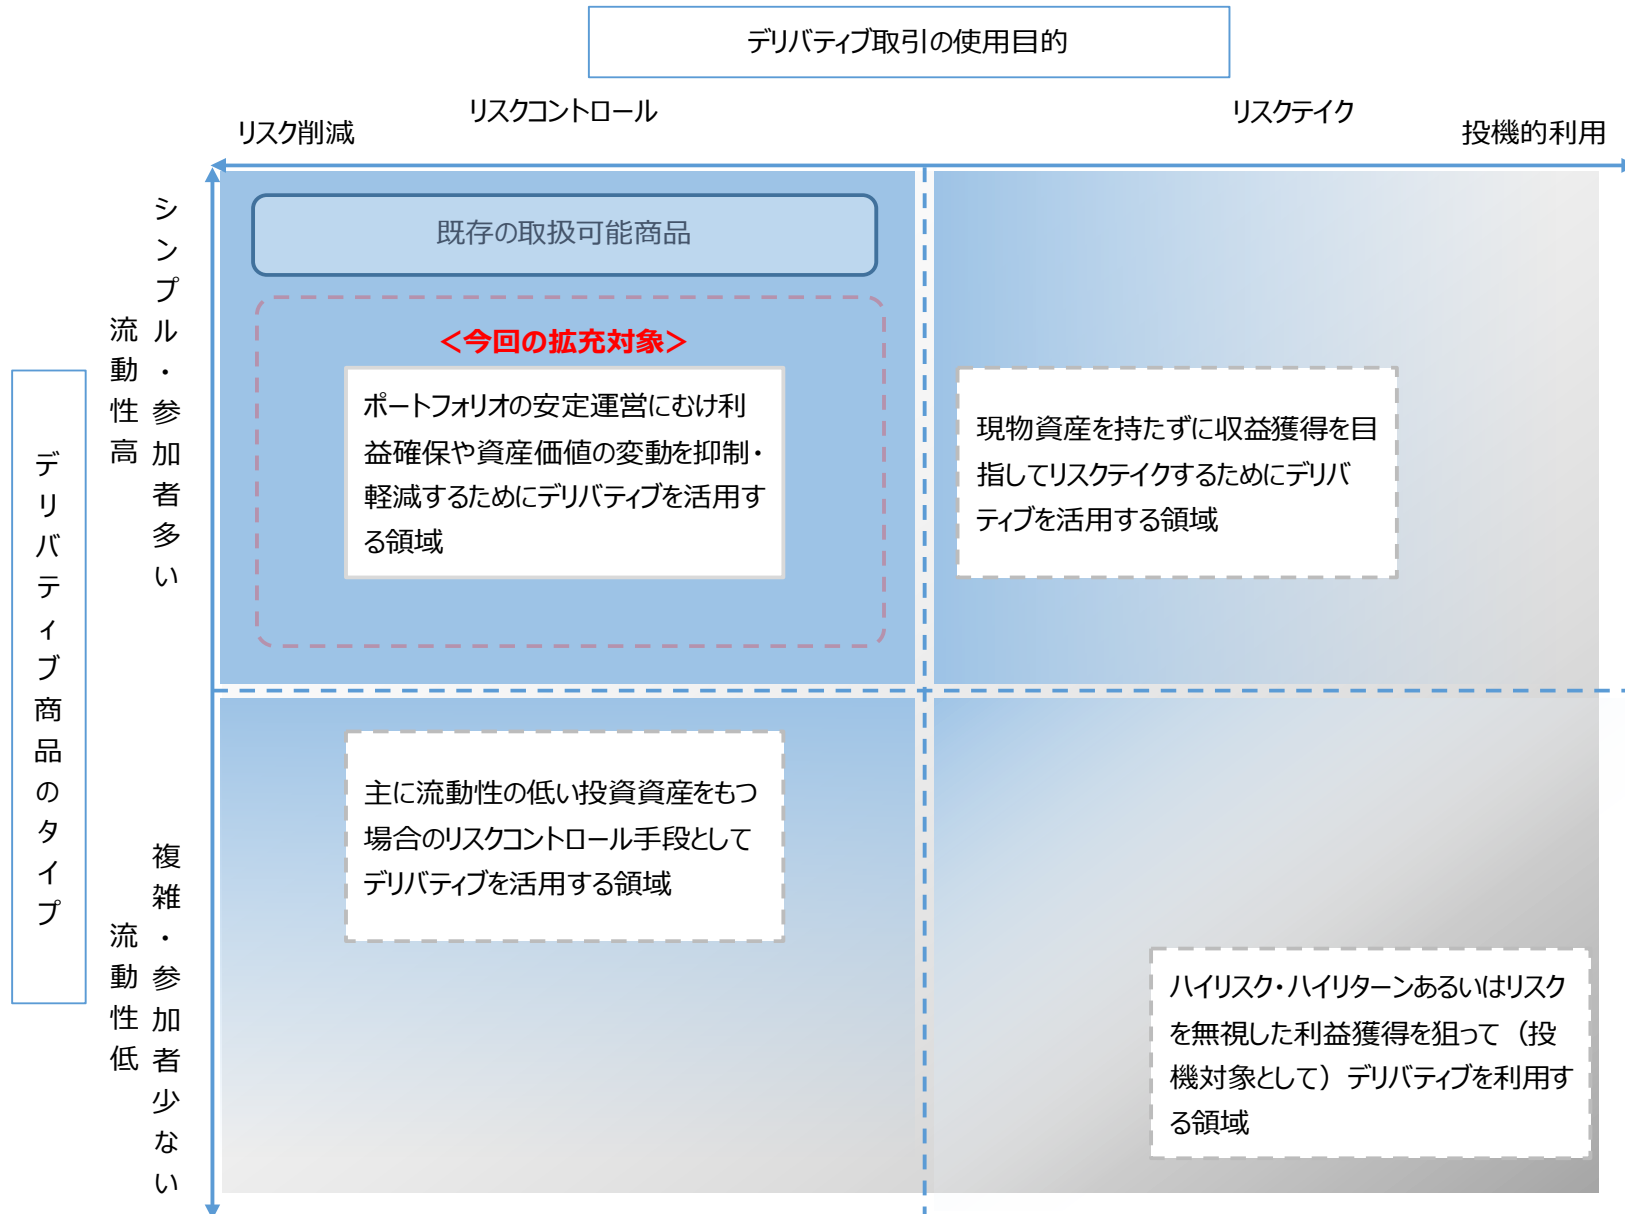 デリバティブ取引の使用目的
リスクコントロール
リスクテイク
リスク削減
投機的利用
デリバティブ商品のタイプ
シンプル・参加者多い
流動性高
既存の取扱可能商品
＜今回の拡充対象＞
ポートフォリオの安定運営にむけ利
益確保や資産価値の変動を抑制・
軽減するためにデリバティブを活用す
る領域
現物資産を持たずに収益獲得を目
指してリスクテイクするためにデリバ
ティブを活用する領域
複雑・参加者少ない
流動性低
主に流動性の低い投資資産をもつ
場合のリスクコントロール手段として
デリバティブを活用する領域
ハイリスク・ハイリターンあるいはリスク
を無視した利益獲得を狙って（投
機対象として）デリバティブを利用す
る領域